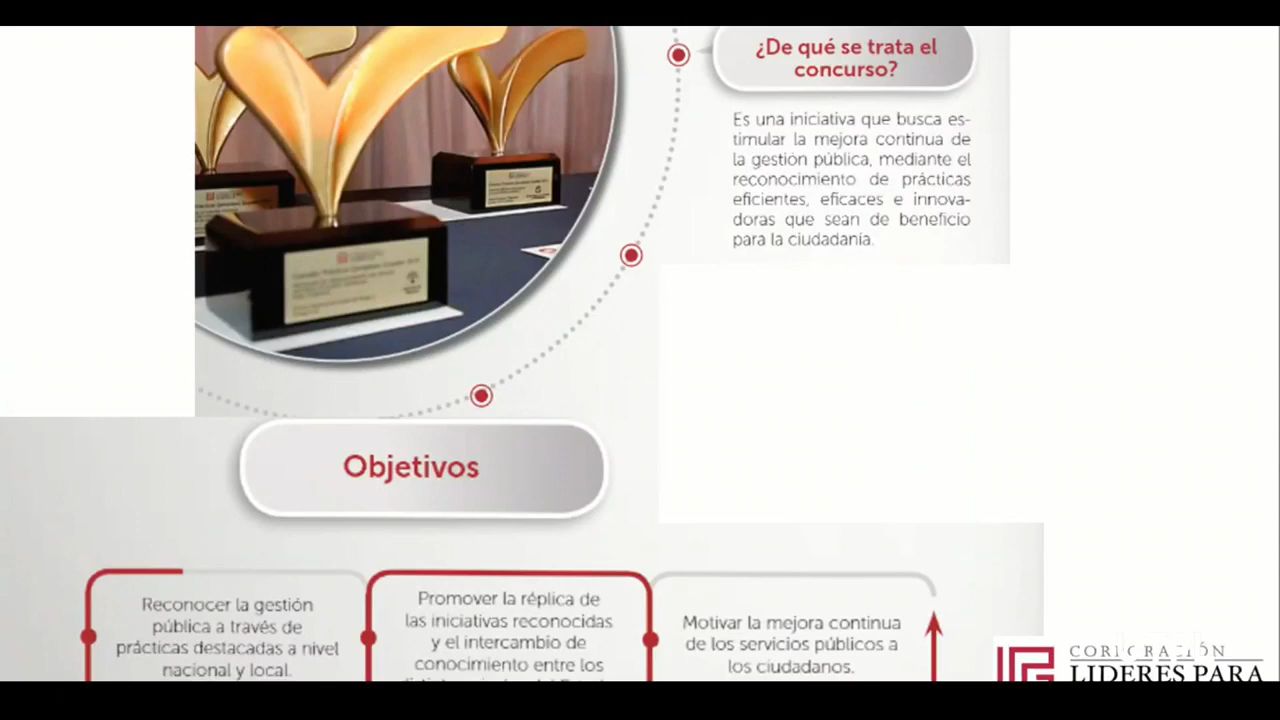 ¿De qué se trata el
concurso?
Es una iniciativa que busca es-
timular la mejora continua de
la gestión pública, mediante el
reconocimiento de prácticas
eficientes, eficaces e innova-
doras que sean de beneficio
para la ciudadanía.
Objetivos
Reconocer la gestión
pública a través de
prácticas destacadas a nivel
nacional y local.
Promover la réplica de
las iniciativas reconocidas
y el intercambio de
conocimiento entre los
Motivar la mejora continua
de los servicios públicos a
los ciudadanos.
CORPORACIÓN
LIDERES PARA